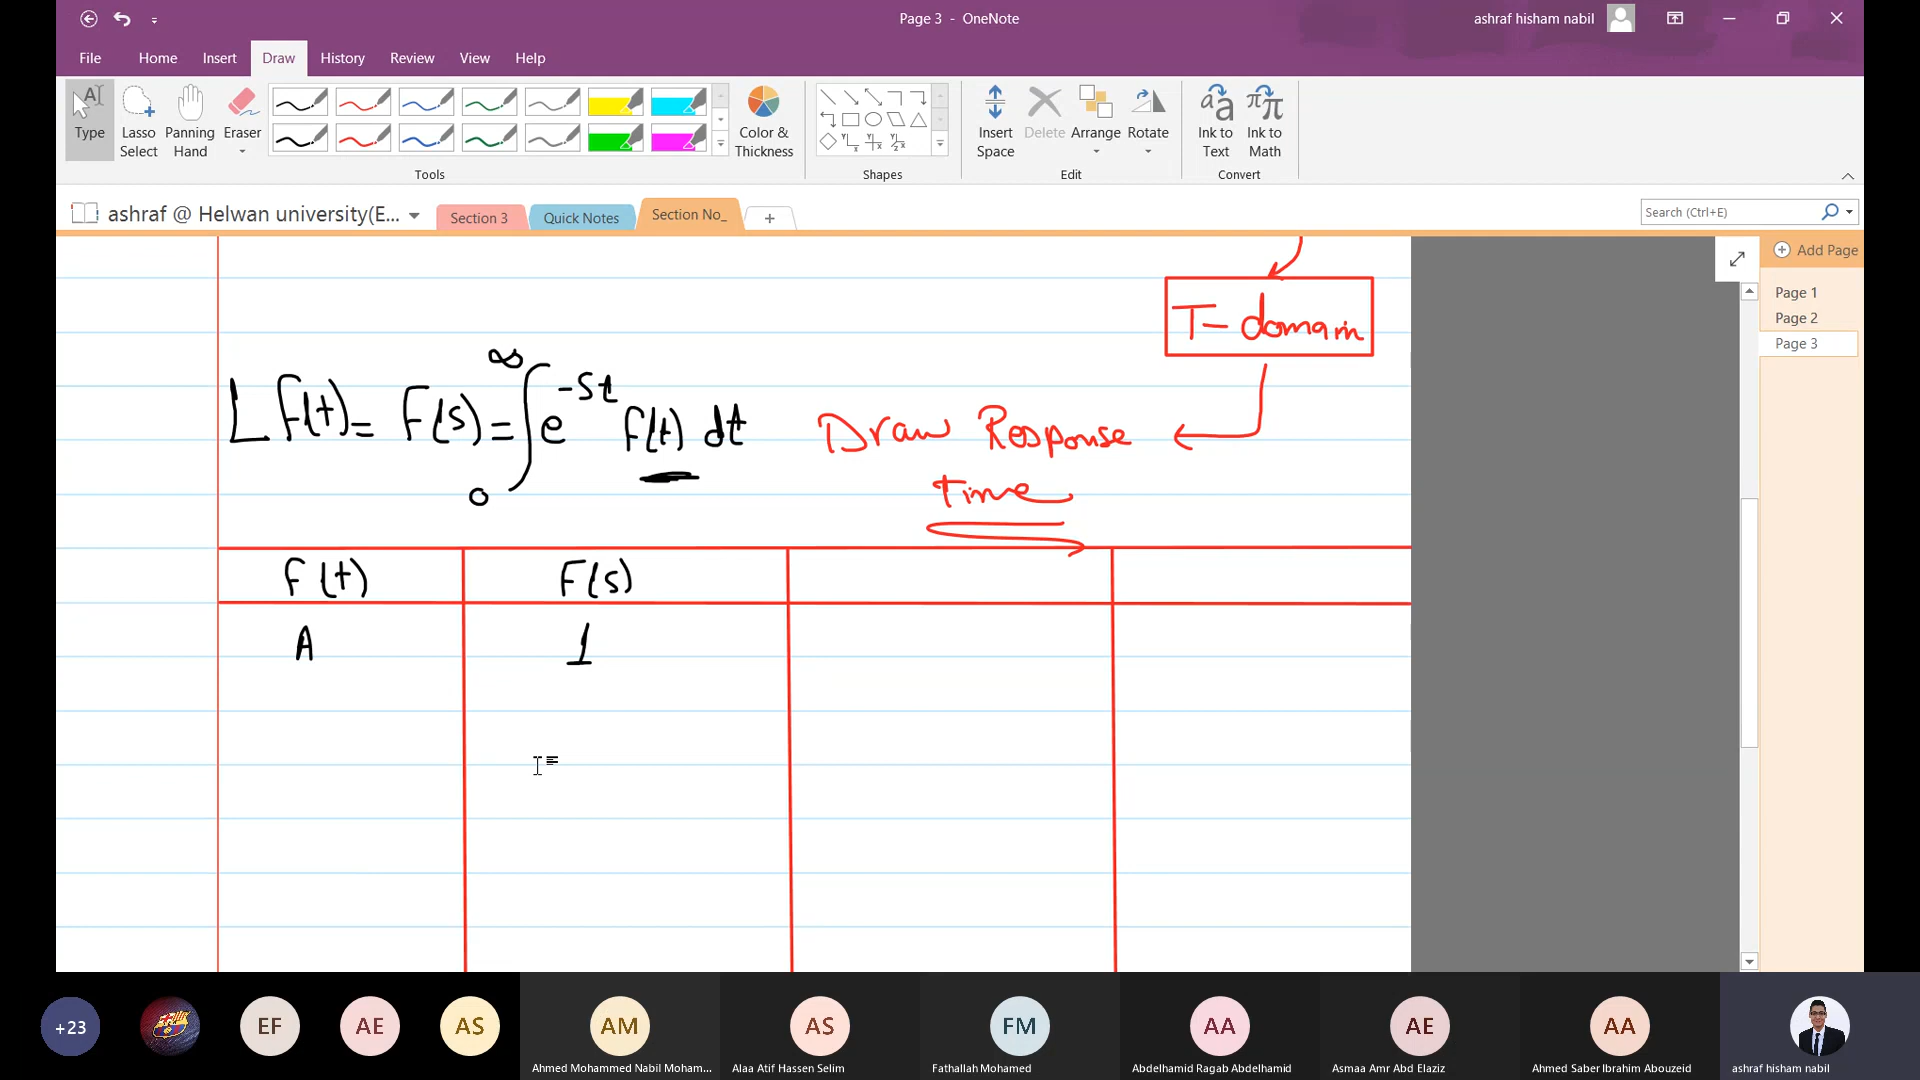 Page 3 - OneNote
ashraf hisham nabil
File Home Insert Draw History Review View Help
Type
Lasso Select
Panning Hand
Eraser
Color & Thickness
Insert Space
Delete
Arrange
Rotate
Ink to Text
Ink to Math
Tools
Shapes
Edit
Convert
ashraf @ Helwan university(E...
Section 3
Quick Notes
Section No_
Search (Ctrl+E)
Add Page
Page 1
Page 2
Page 3
T- domain
L F(t) = F(s) = ∫ ∞ 0 e -st f(t) dt
Draw Response
time
F(t) F(s)
A 1
+23
EF
AE
AS
AM
AS
FM
AA
AE
AA
Ahmed Mohammed Nabil Moham...
Alaa Atif Hassen Selim
Fathallah Mohamed
Abdelhamid Ragab Abdelhamid
Asmaa Amr Abd Elaziz
Ahmed Saber Ibrahim Abouzeid
ashraf hisham nabil